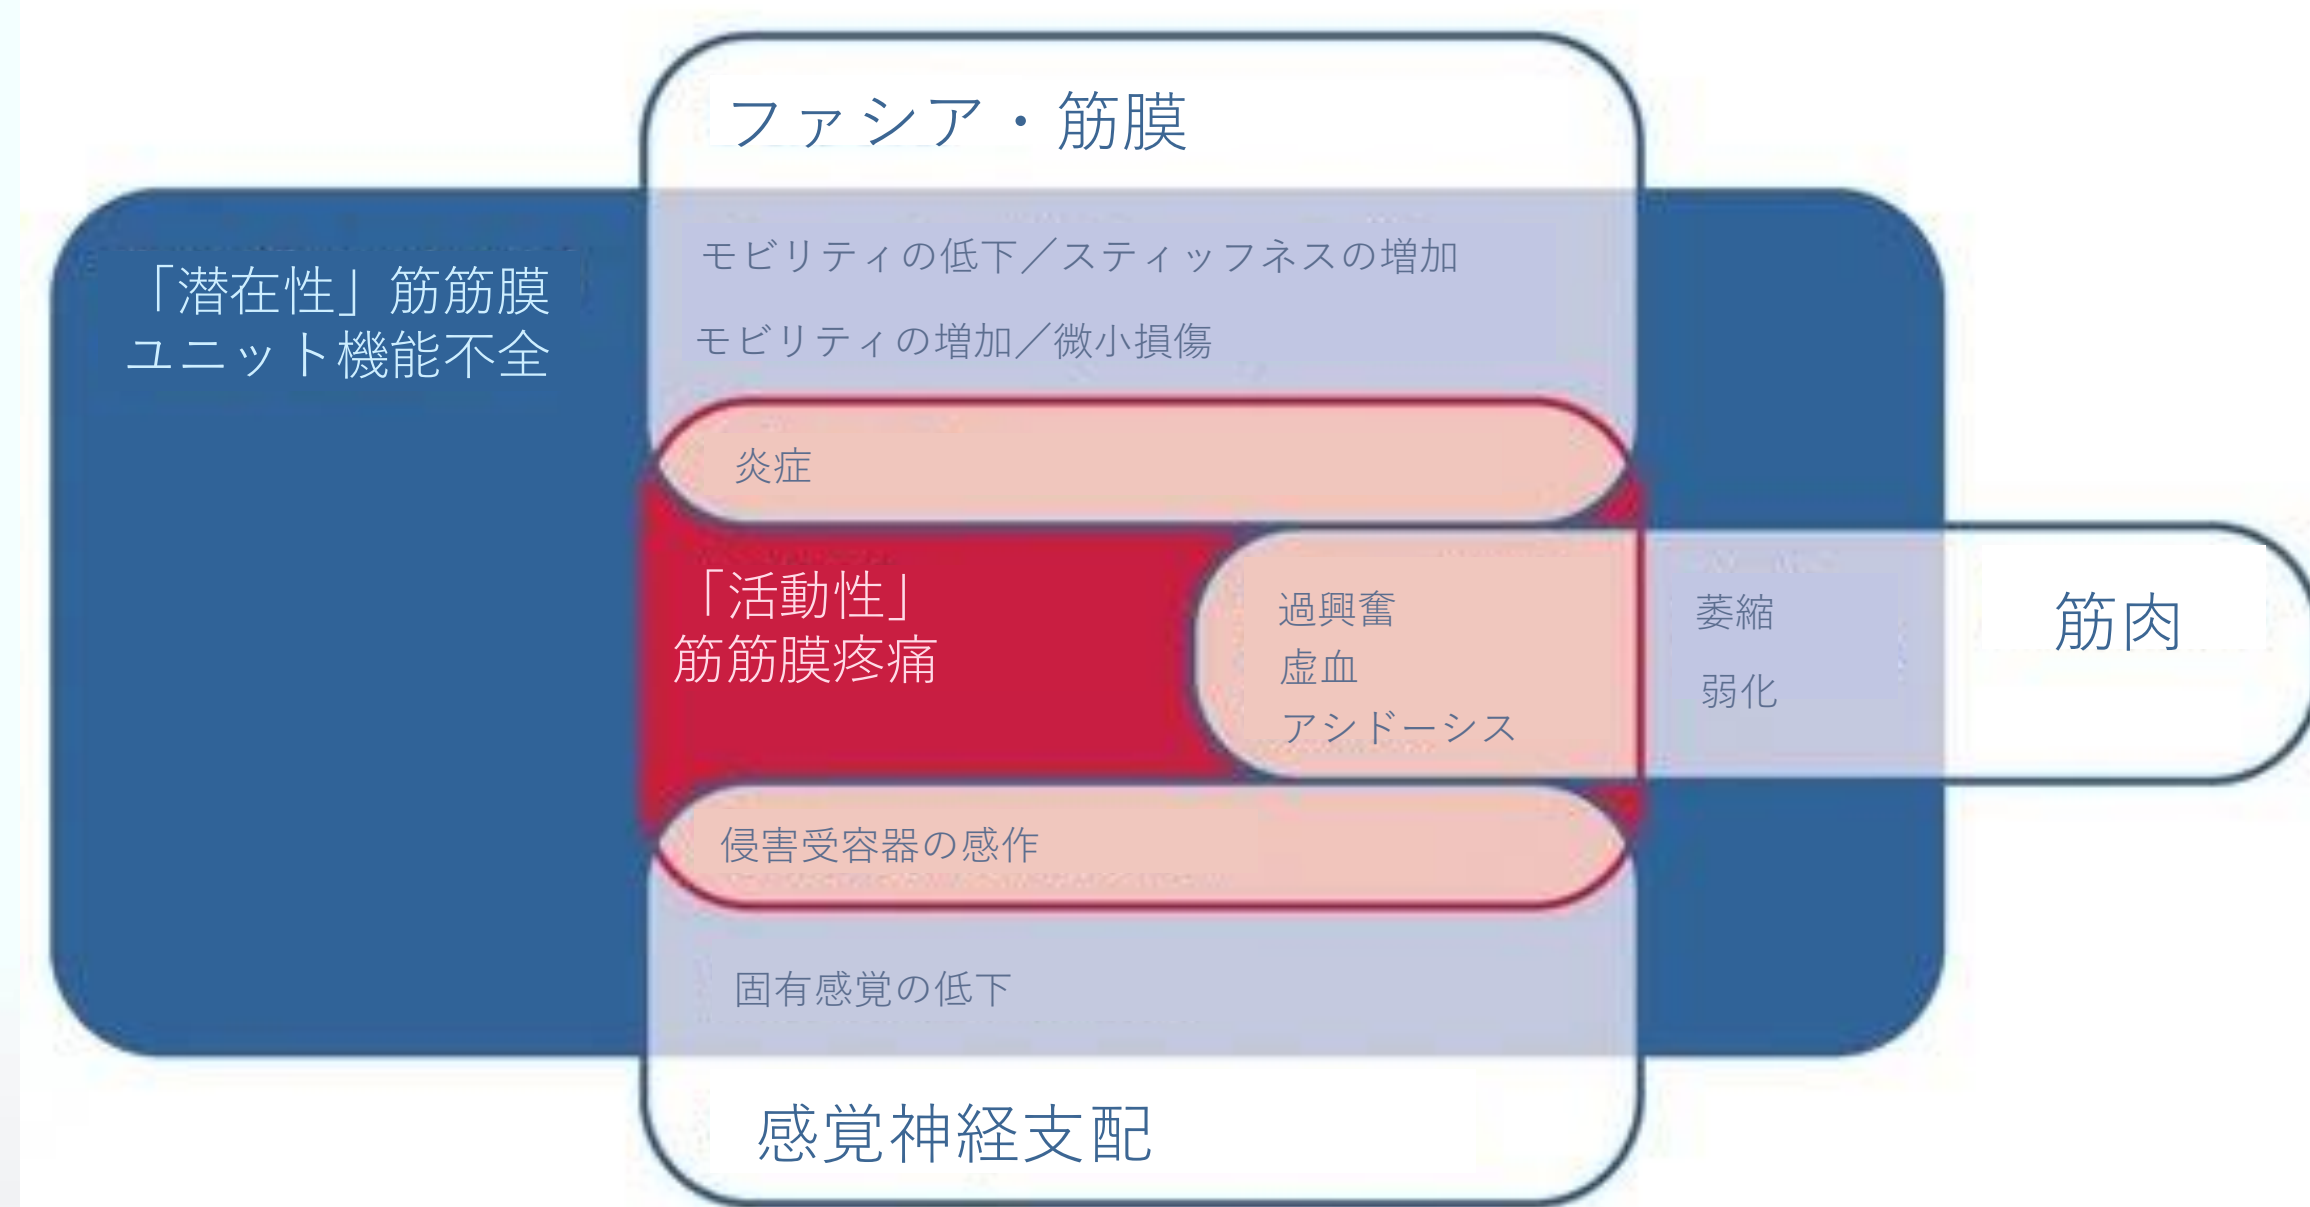 ファシア・筋膜
モビリティの低下／スティッフネスの増加
モビリティの増加／微小損傷
「潜在性」筋筋膜
ユニット機能不全
炎症
「活動性」
筋筋膜疼痛
過興奮
虚血
アシドーシス
萎縮
弱化
筋肉
侵害受容器の感作
固有感覚の低下
感覚神経支配